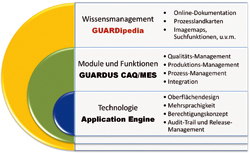 Wissensmanagement
GUARDipedia
• Online-Dokumentation
• Prozesslandkarten
• Imagemaps,
Suchfunktionen, u.v.m.
Module und Funktionen
GUARDUS CAQ/MES
• Qualitäts-Management
• Produktions-Management
• Prozess-Management
• Integration
Technologie
Application Engine
• Oberflächendesign
• Mehrsprachigkeit
• Berechtigungskonzept
• Audit-Trail und Release-
Management